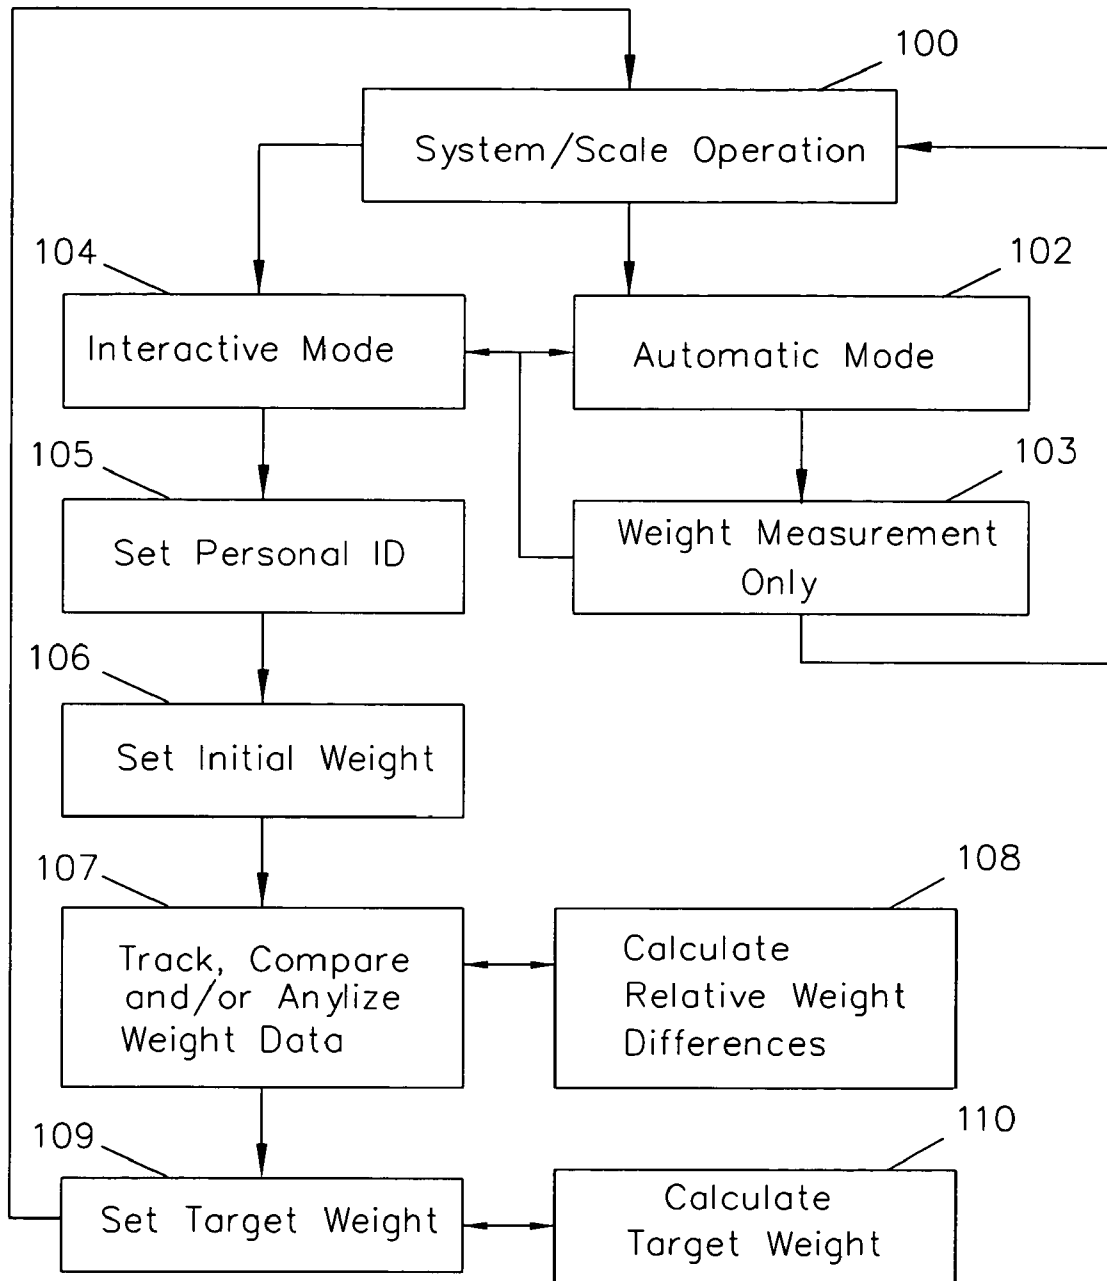 100
System/Scale Operation
104
102
Interactive Mode
Automatic Mode
105
103
Set Personal ID
Weight Measurement
Only
106
Set Initial Weight
107
108
Track, Compare
and/or Anylize
Weight Data
Calculate
Relative Weight
Differences
109
110
Set Target Weight
Calculate
Target Weight